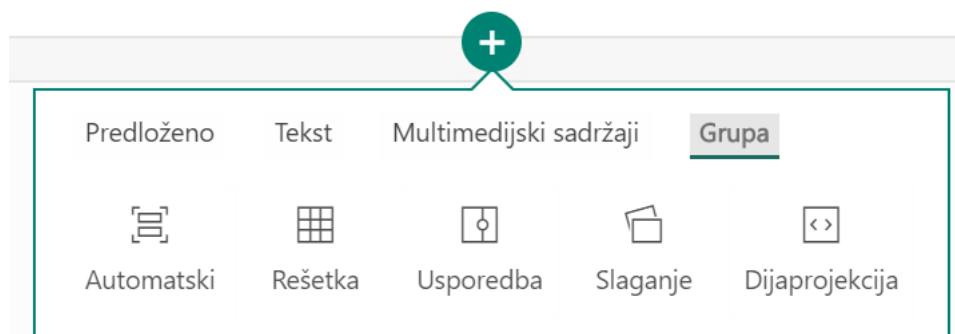 Predloženo Tekst Multimedijski sadržaji Grupa
Automatski Rešetka Usporedba Slaganje Dijaprojekcija